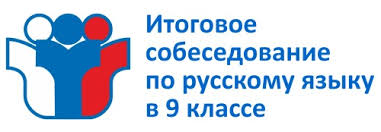 Итоговое
собеседование
по русскому языку
в 9 классе